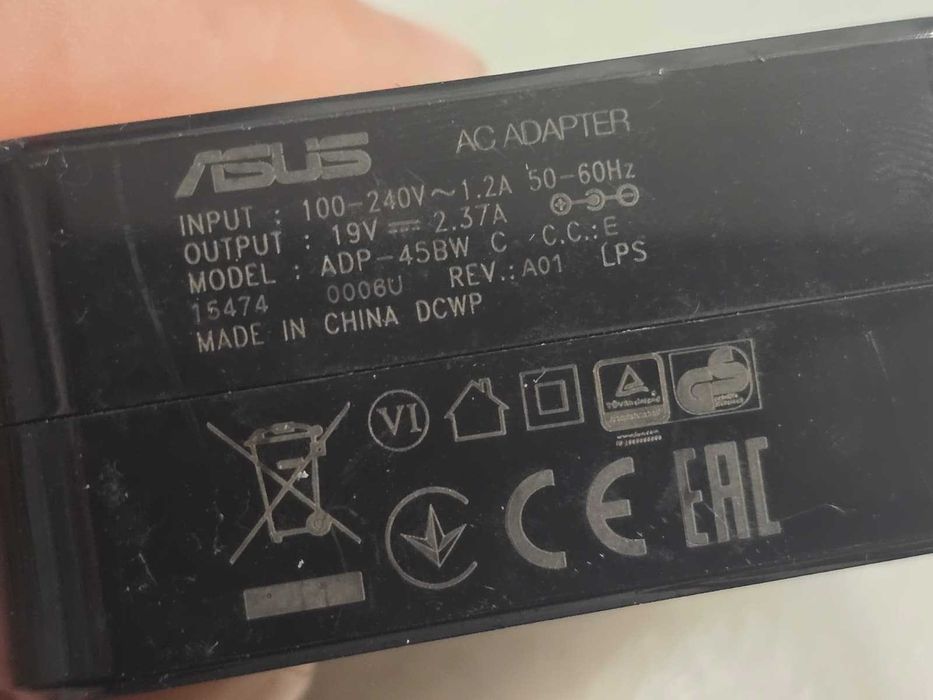 ASUS AC ADAPTER
INPUT : 100-240V~1.2A 50-60Hz
OUTPUT : 19V⎓2.37A
MODEL : ADP-45BW C C.C.:E
15474 0006U REV.: A01 LPS
MADE IN CHINA DCWP
VI
CE EAC